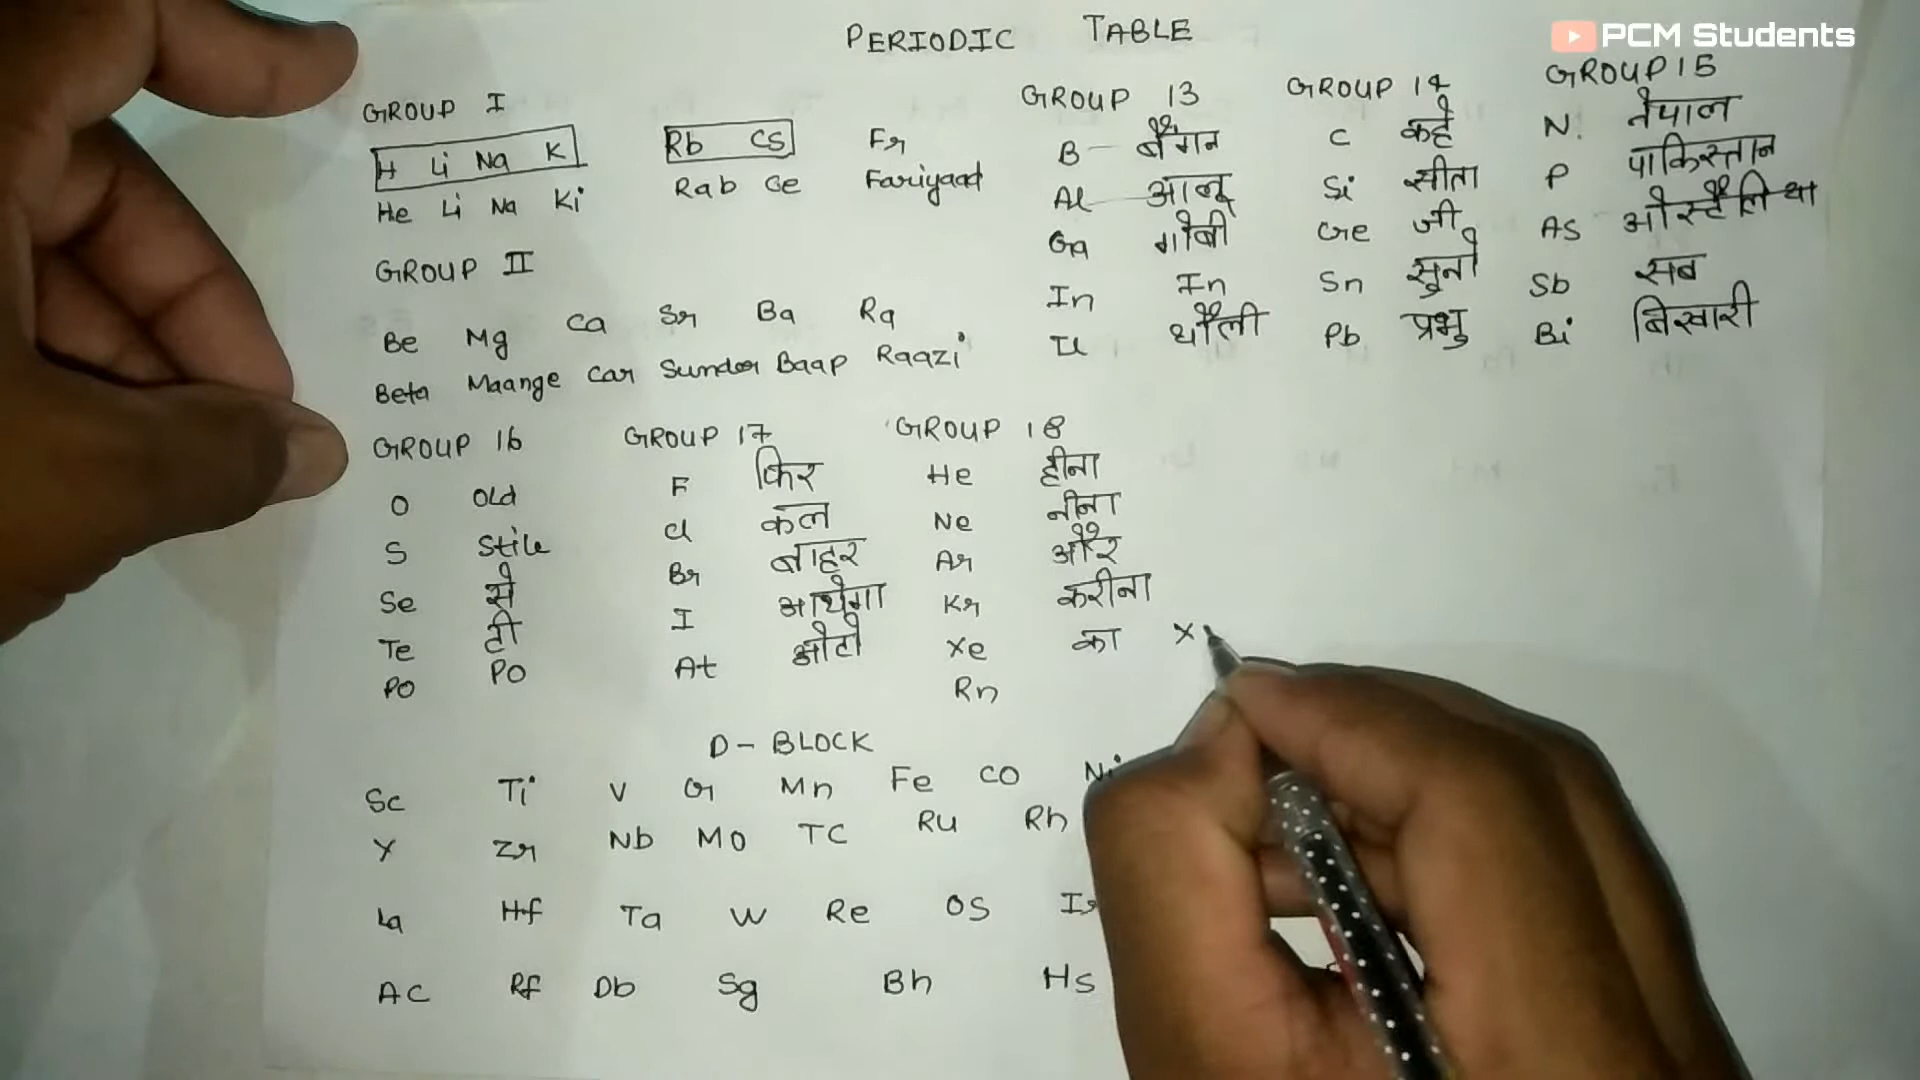 PERIODIC TABLE
PCM Students
GROUP I
H Li Na K Rb Cs Fr
He Li Na Ki Rab Ce Fariyaad
GROUP II
Be Mg Ca Sr Ba Ra
Beta Maange Car Sunder Baap Raazi
GROUP 13
B बैंगन
Al आलू
Ga गोबी
In In
Tl थैली
GROUP 14
C कहे
Si सीता
Ge जी
Sn सुनो
Pb प्रभु
GROUP 15
N. नेपाल
P पाकिस्तान
As ओस्ट्रैलिया
Sb सब
Bi बिखारी
GROUP 16
O Old
S Stile
Se से
Te टी
Po Po
GROUP 17
F फिर
Cl कल
Br बाहर
I आयेगा
At ओटो
GROUP 18
He हीना
Ne नीना
Ar और
Kr करीना
Xe का X
Rn
D-BLOCK
Sc Ti V Cr Mn Fe CO Ni
Y Zr Nb MO TC Ru Rh
La Hf Ta W Re OS Ir
AC Rf Db Sg Bh Hs